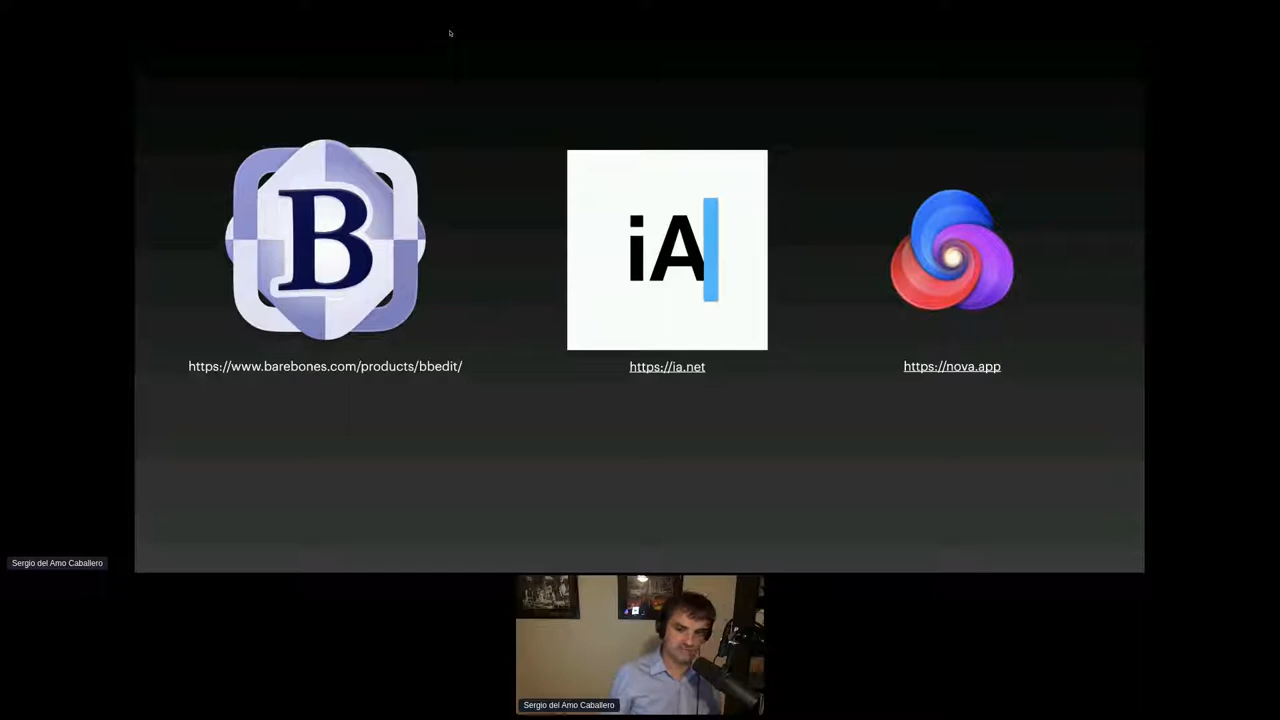 B
iA
https://www.barebones.com/products/bbedit/
https://ia.net
https://nova.app
Sergio del Amo Caballero
Sergio del Amo Caballero